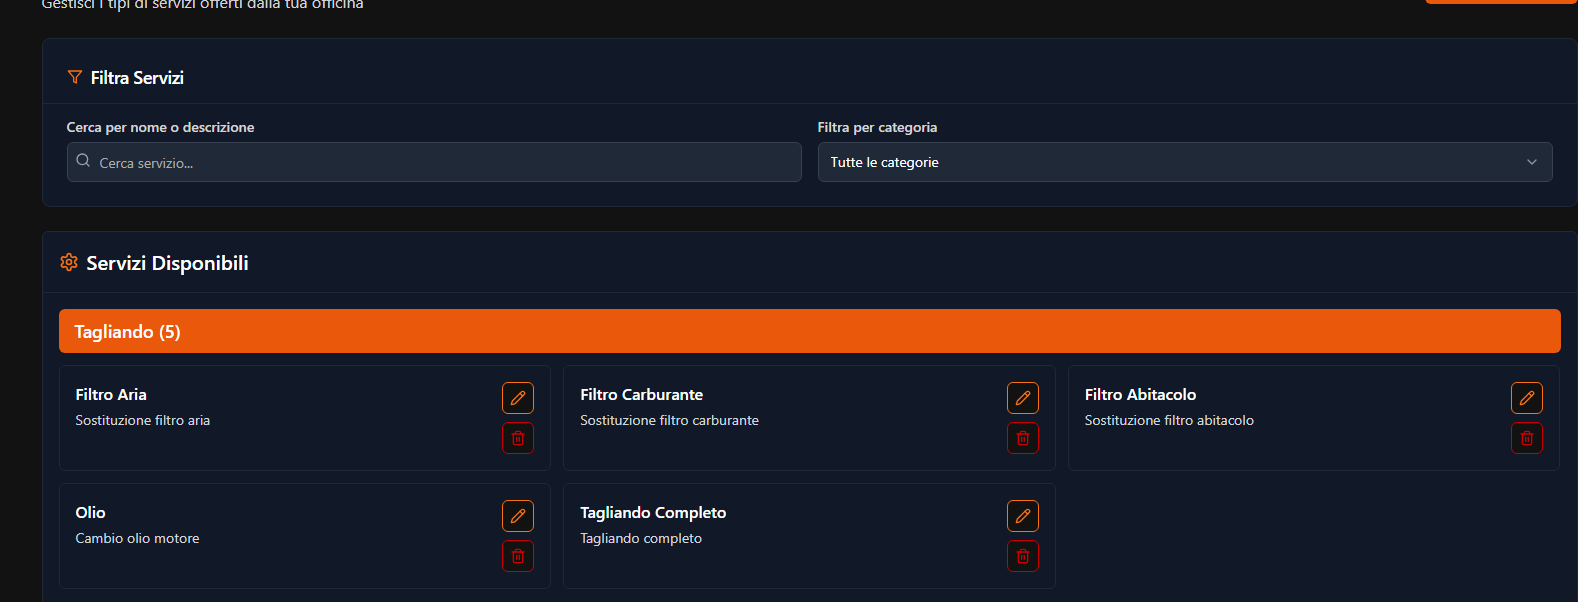 Gestisci i tipi di servizi offerti dalla tua officina
Filtra Servizi
Cerca per nome o descrizione
Filtra per categoria
Cerca servizio...
Tutte le categorie
Servizi Disponibili
Tagliando (5)
Filtro Aria
Sostituzione filtro aria
Filtro Carburante
Sostituzione filtro carburante
Filtro Abitacolo
Sostituzione filtro abitacolo
Olio
Cambio olio motore
Tagliando Completo
Tagliando completo